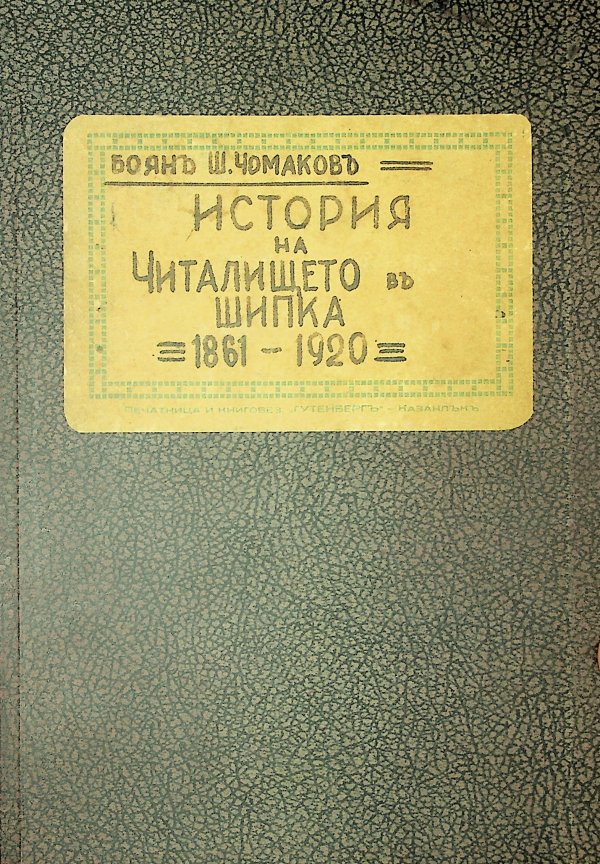 БОЯНЪ Ш. ЧОМАКОВЪ
ИСТОРИЯ
НА
ЧИТАЛИЩЕТО ВЪ
ШИПКА
1861 – 1920
ПЕЧАТНИЦА И КНИГОВЕЗ. „ГУТЕНБЕРГЪ" - КАЗАНЛЪКЪ